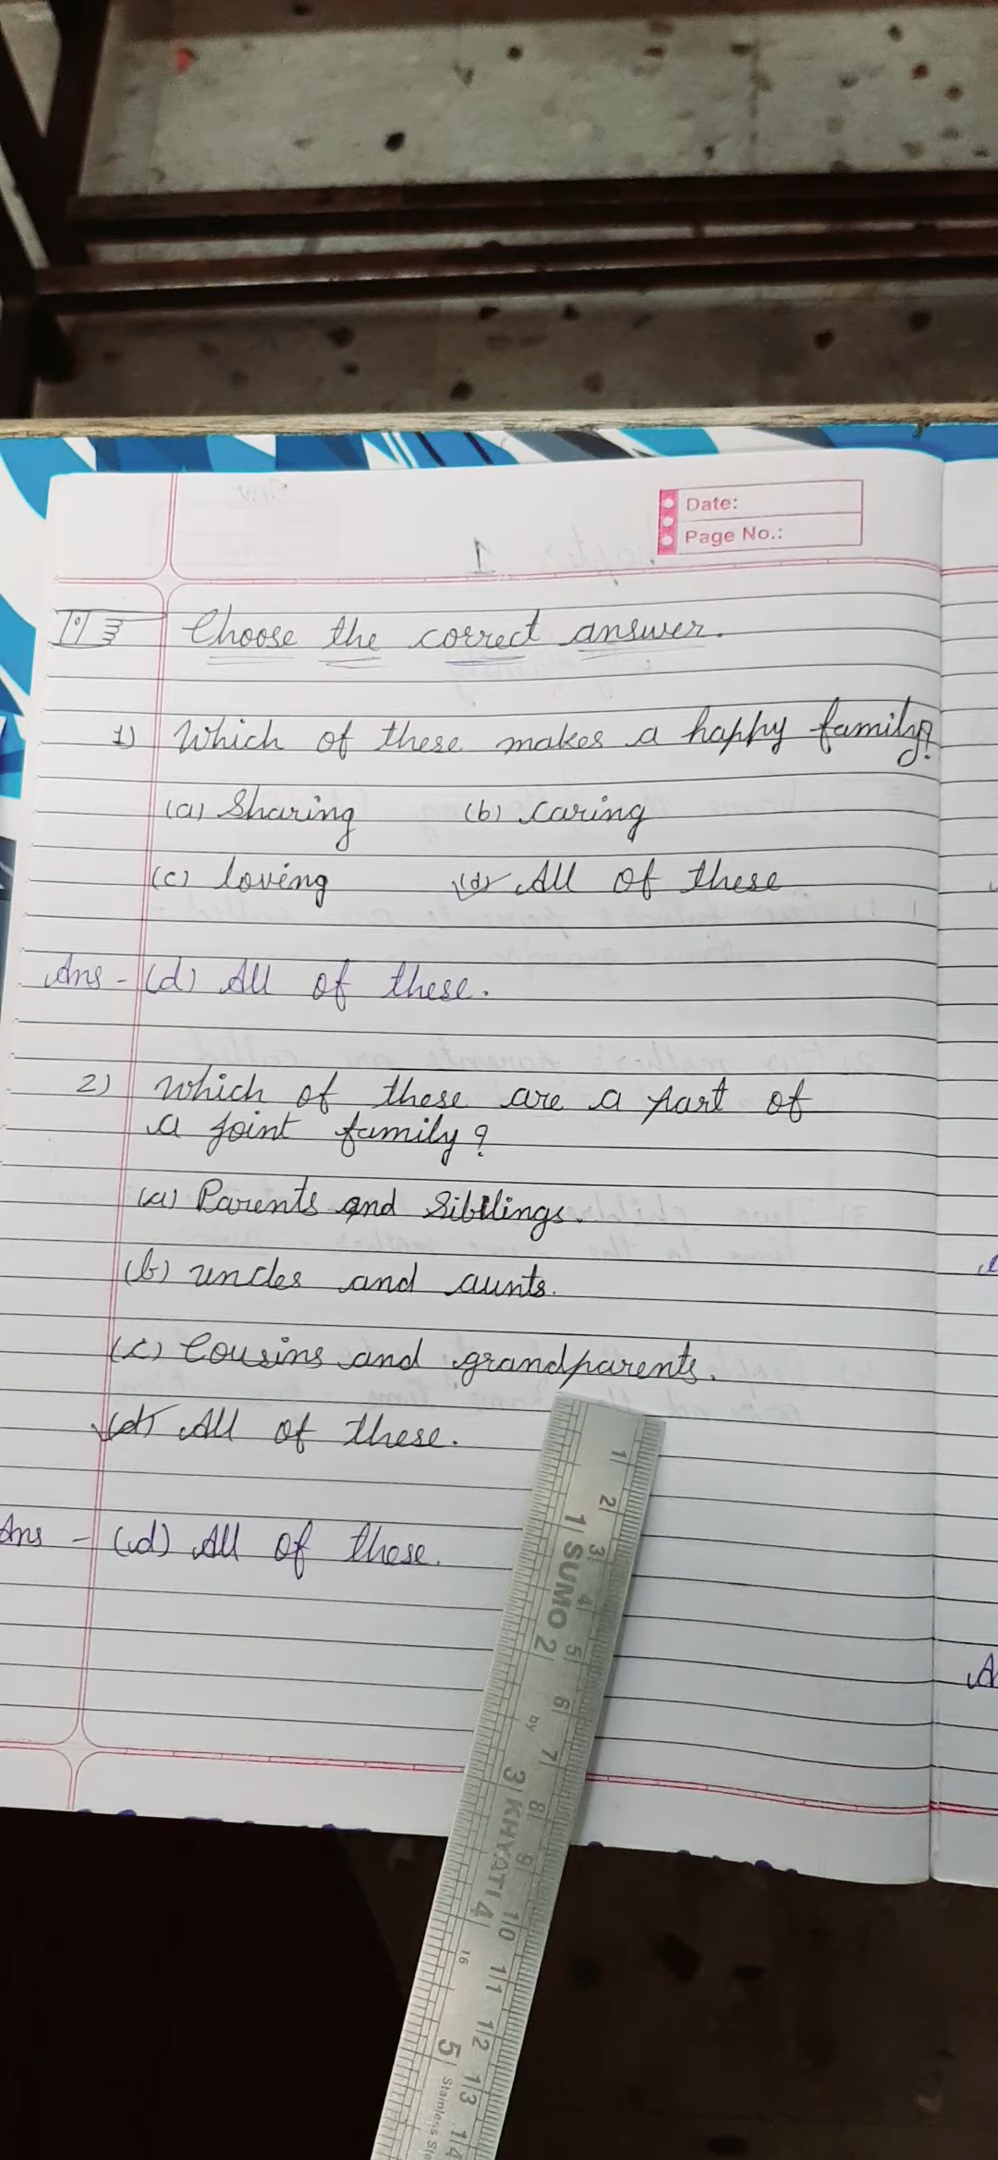 Date:
Page No.:
1
II Choose the correct answer.
1) Which of these makes a happy family?
(a) Sharing (b) caring
(c) loving (d) All of these
Ans - (d) All of these.
2) Which of these are a part of
a joint family?
(a) Parents and Siblings.
(b) uncles and aunts.
(c) Cousins and grandparents.
(d) All of these.
Ans - (d) All of these.
1 2 3 4 5 6 7 8 9 10 11 12 13 14
1 SUMO 2 by 3 KHYATI 4 16 5 Stainless